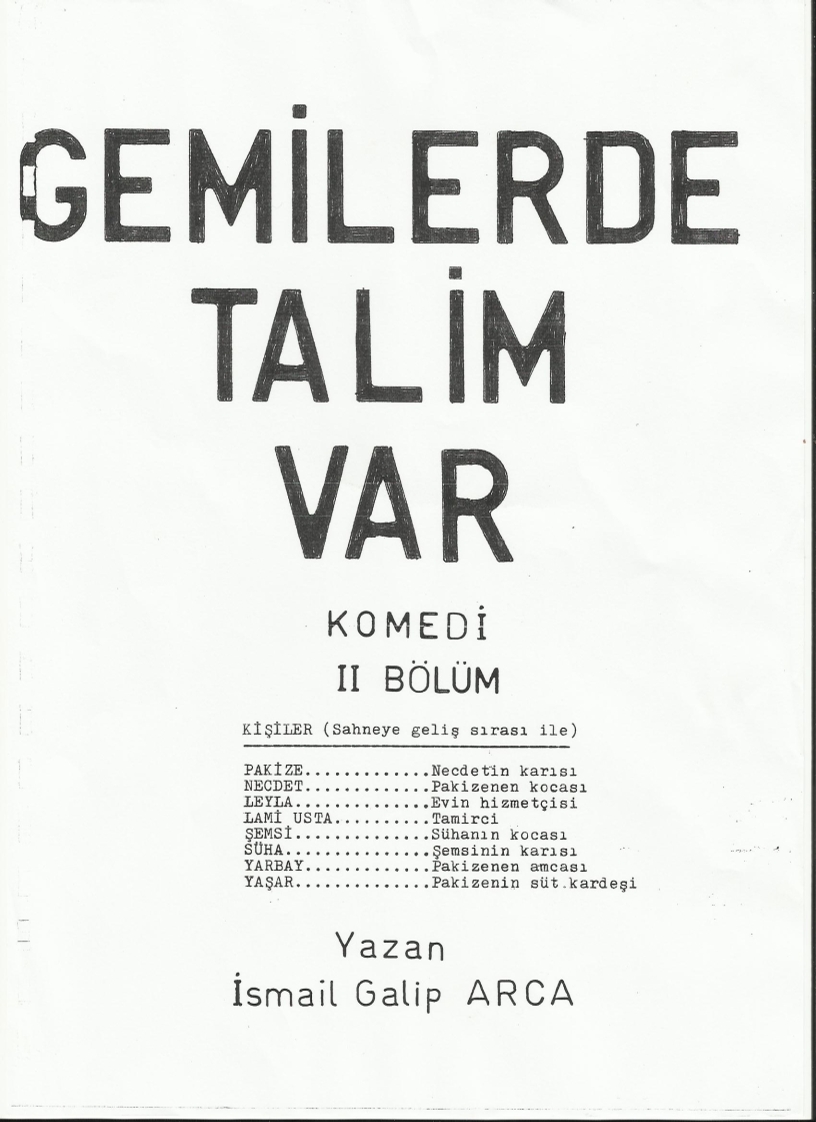 GEMİLERDE
TALİM
VAR
KOMEDİ
II BÖLÜM
KİŞİLER (Sahneye geliş sırası ile)
PAKİZE.............Necdetin karısı
NECDET.............Pakizenen kocası
LEYLA..............Evin hizmetçisi
LAMİ USTA..........Tamirci
ŞEMSİ..............Sühanın kocası
SÜHA...............Şemsinin karısı
YARBAY.............Pakizenen amcası
YAŞAR..............Pakizenin süt.kardeşi
Yazan
İsmail Galip ARCA